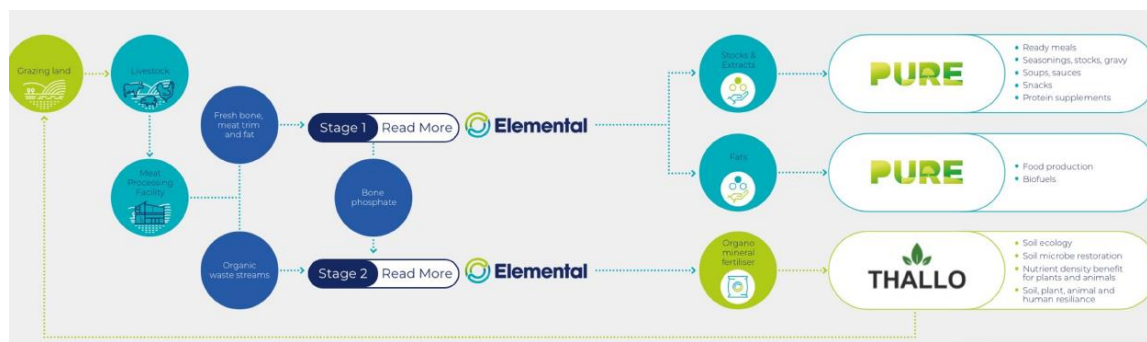 Grazing land
Livestock
Meat
Processing
Facility
Fresh bone,
meat trim
and fat
Organic
waste streams
Stage 1 Read More
Elemental
Bone
phosphate
Stage 2 Read More
Elemental
Stocks &
Extracts
PURE
Ready meals
Seasonings, stocks, gravy
Soups, sauces
Snacks
Protein supplements
Fats
PURE
Food production
Biofuels
Organo
mineral
fertiliser
THALLO
Soil ecology
Soil microbe restoration
Nutrient density benefit
for plants and animals
Soil, plant, animal and
human resiliance